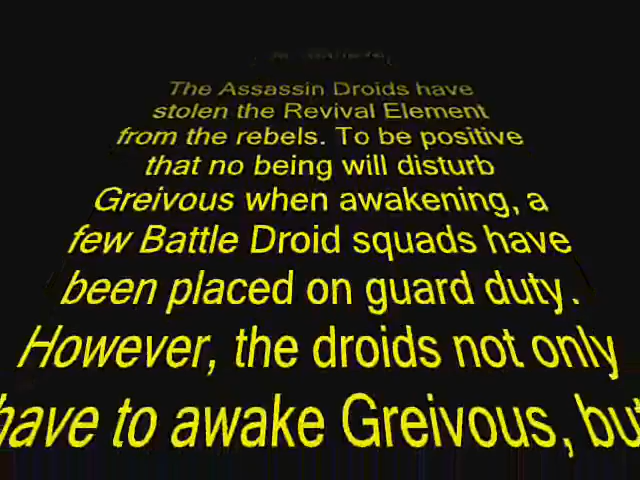 The Assassin Droids have
stolen the Revival Element
from the rebels. To be positive
that no being will disturb
Greivous when awakening, a
few Battle Droid squads have
been placed on guard duty.
However, the droids not only
have to awake Greivous, but